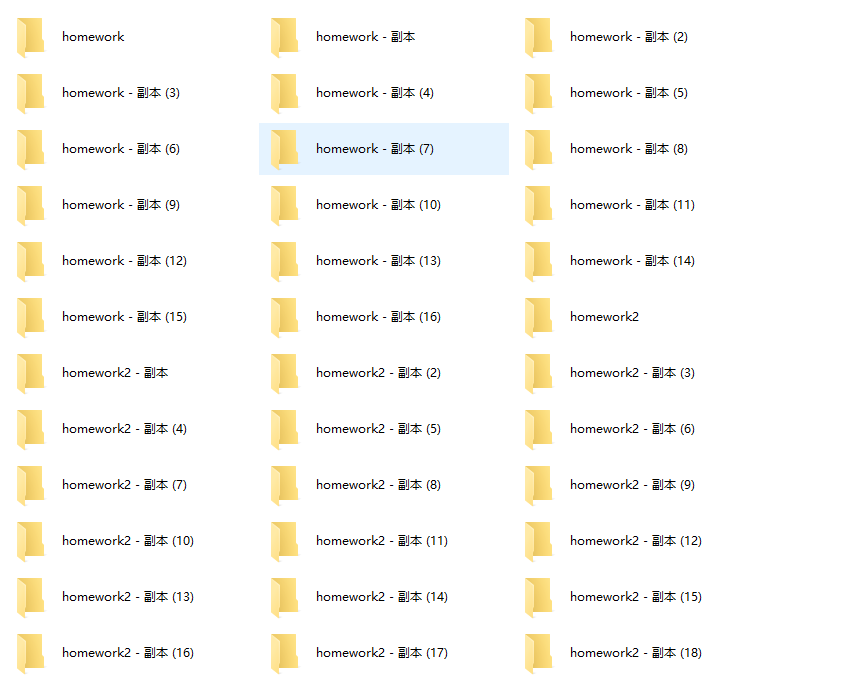 homework
homework - 副本
homework - 副本 (2)
homework - 副本 (3)
homework - 副本 (4)
homework - 副本 (5)
homework - 副本 (6)
homework - 副本 (7)
homework - 副本 (8)
homework - 副本 (9)
homework - 副本 (10)
homework - 副本 (11)
homework - 副本 (12)
homework - 副本 (13)
homework - 副本 (14)
homework - 副本 (15)
homework - 副本 (16)
homework2
homework2 - 副本
homework2 - 副本 (2)
homework2 - 副本 (3)
homework2 - 副本 (4)
homework2 - 副本 (5)
homework2 - 副本 (6)
homework2 - 副本 (7)
homework2 - 副本 (8)
homework2 - 副本 (9)
homework2 - 副本 (10)
homework2 - 副本 (11)
homework2 - 副本 (12)
homework2 - 副本 (13)
homework2 - 副本 (14)
homework2 - 副本 (15)
homework2 - 副本 (16)
homework2 - 副本 (17)
homework2 - 副本 (18)